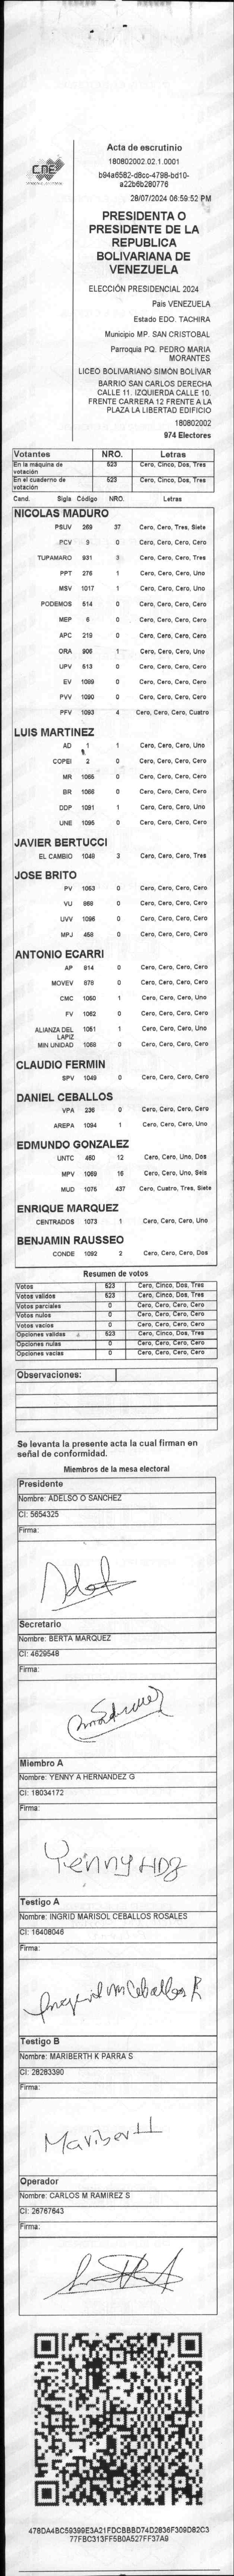 Acta de escrutinio
180802002.02.1.0001
b94a6582-d8cc-4798-bd10-
a22b6b280776
28/07/2024 06:59:52 PM
CNE
PRESIDENTA O
PRESIDENTE DE LA
REPUBLICA
BOLIVARIANA DE
VENEZUELA
ELECCIÓN PRESIDENCIAL 2024
País VENEZUELA
Estado EDO. TACHIRA
Municipio MP. SAN CRISTOBAL
Parroquia PQ. PEDRO MARIA
MORANTES
LICEO BOLIVARIANO SIMÓN BOLIVAR
BARRIO SAN CARLOS DERECHA
CALLE 11. IZQUIERDA CALLE 10.
FRENTE CARRERA 12 FRENTE A LA
PLAZA LA LIBERTAD EDIFICIO
180802002
974 Electores
Votantes NRO. Letras
En la máquina de votación 523 Cero, Cinco, Dos, Tres
En el cuaderno de votación 523 Cero, Cinco, Dos, Tres
Cand. Sigla Código NRO. Letras
NICOLAS MADURO
PSUV 269 37 Cero, Cero, Tres, Siete
PCV 3 0 Cero, Cero, Cero, Cero
TUPAMARO 931 3 Cero, Cero, Cero, Tres
PPT 276 1 Cero, Cero, Cero, Uno
MSV 1017 1 Cero, Cero, Cero, Uno
PODEMOS 514 0 Cero, Cero, Cero, Cero
MEP 6 0 Cero, Cero, Cero, Cero
APC 219 0 Cero, Cero, Cero, Cero
ORA 906 1 Cero, Cero, Cero, Uno
UPV 513 0 Cero, Cero, Cero, Cero
EV 1089 0 Cero, Cero, Cero, Cero
PVV 1090 0 Cero, Cero, Cero, Cero
PFV 1093 4 Cero, Cero, Cero, Cuatro
LUIS MARTINEZ
AD 1 1 Cero, Cero, Cero, Uno
COPEI 2 0 Cero, Cero, Cero, Cero
MR 1065 0 Cero, Cero, Cero, Cero
BR 1066 0 Cero, Cero, Cero, Cero
DDP 1091 1 Cero, Cero, Cero, Uno
UNE 1095 0 Cero, Cero, Cero, Cero
JAVIER BERTUCCI
EL CAMBIO 1048 3 Cero, Cero, Cero, Tres
JOSE BRITO
PV 1053 0 Cero, Cero, Cero, Cero
VU 868 0 Cero, Cero, Cero, Cero
UVV 1096 0 Cero, Cero, Cero, Cero
MPJ 458 0 Cero, Cero, Cero, Cero
ANTONIO ECARRI
AP 814 0 Cero, Cero, Cero, Cero
MOVEV 878 0 Cero, Cero, Cero, Cero
CMC 1050 1 Cero, Cero, Cero, Uno
FV 1062 0 Cero, Cero, Cero, Cero
ALIANZA DEL LAPIZ 1051 1 Cero, Cero, Cero, Uno
MIN UNIDAD 1068 0 Cero, Cero, Cero, Cero
CLAUDIO FERMIN
SPV 1049 0 Cero, Cero, Cero, Cero
DANIEL CEBALLOS
VPA 236 0 Cero, Cero, Cero, Cero
AREPA 1094 1 Cero, Cero, Cero, Uno
EDMUNDO GONZALEZ
UNTC 460 12 Cero, Cero, Uno, Dos
MPV 1069 16 Cero, Cero, Uno, Seis
MUD 1075 437 Cero, Cuatro, Tres, Siete
ENRIQUE MARQUEZ
CENTRADOS 1073 1 Cero, Cero, Cero, Uno
BENJAMIN RAUSSEO
CONDE 1092 2 Cero, Cero, Cero, Dos
Resumen de votos
Votos 523 Cero, Cinco, Dos, Tres
Votos válidos 523 Cero, Cinco, Dos, Tres
Votos parciales 0 Cero, Cero, Cero, Cero
Votos nulos 0 Cero, Cero, Cero, Cero
Votos vacíos 0 Cero, Cero, Cero, Cero
Opciones validas 523 Cero, Cinco, Dos, Tres
Opciones nulas 0 Cero, Cero, Cero, Cero
Opciones vacias 0 Cero, Cero, Cero, Cero
Observaciones:
Se levanta la presente acta la cual firman en
señal de conformidad.
Miembros de la mesa electoral
Presidente
Nombre: ADELSO O SANCHEZ
CI: 5654325
Firma:
Secretario
Nombre: BERTA MARQUEZ
CI: 4629548
Firma:
Miembro A
Nombre: YENNY A HERNANDEZ G
CI: 18034172
Firma:
Yenny HDZ
Testigo A
Nombre: INGRID MARISOL CEBALLOS ROSALES
CI: 16408046
Firma:
Ingrid M Ceballos R
Testigo B
Nombre: MARIBERTH K PARRA S
CI: 28283390
Firma:
Operador
Nombre: CARLOS M RAMIREZ S
CI: 26767643
Firma:
478DA4BC59399E3A21FDCBBBD74D2836F309D82C3
77FBC313FF5B0A527FF37A9